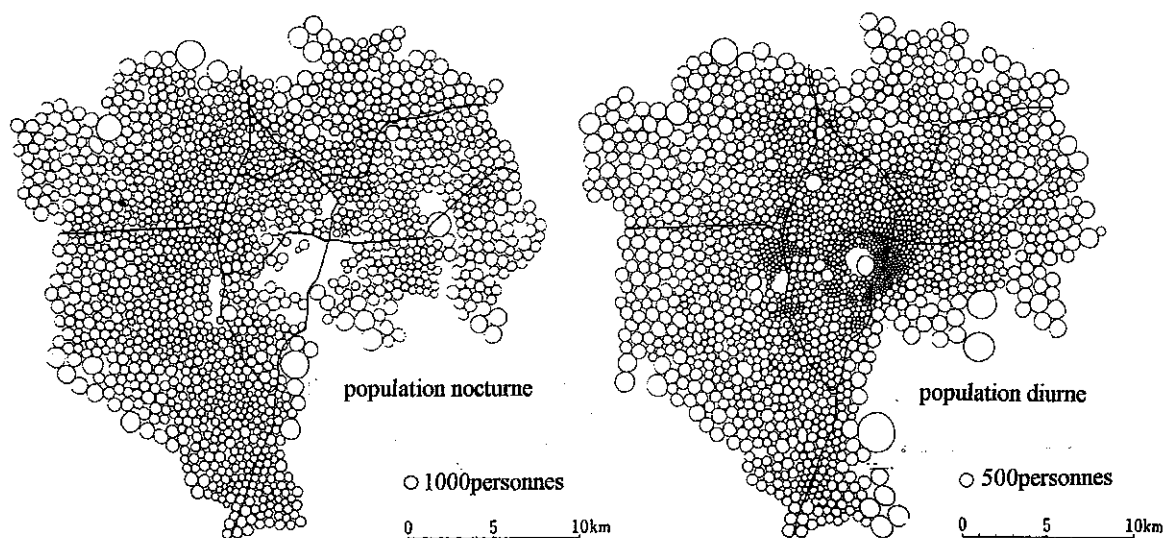 population nocturne
1000personnes
0 5 10km
population diurne
500personnes
0 5 10km